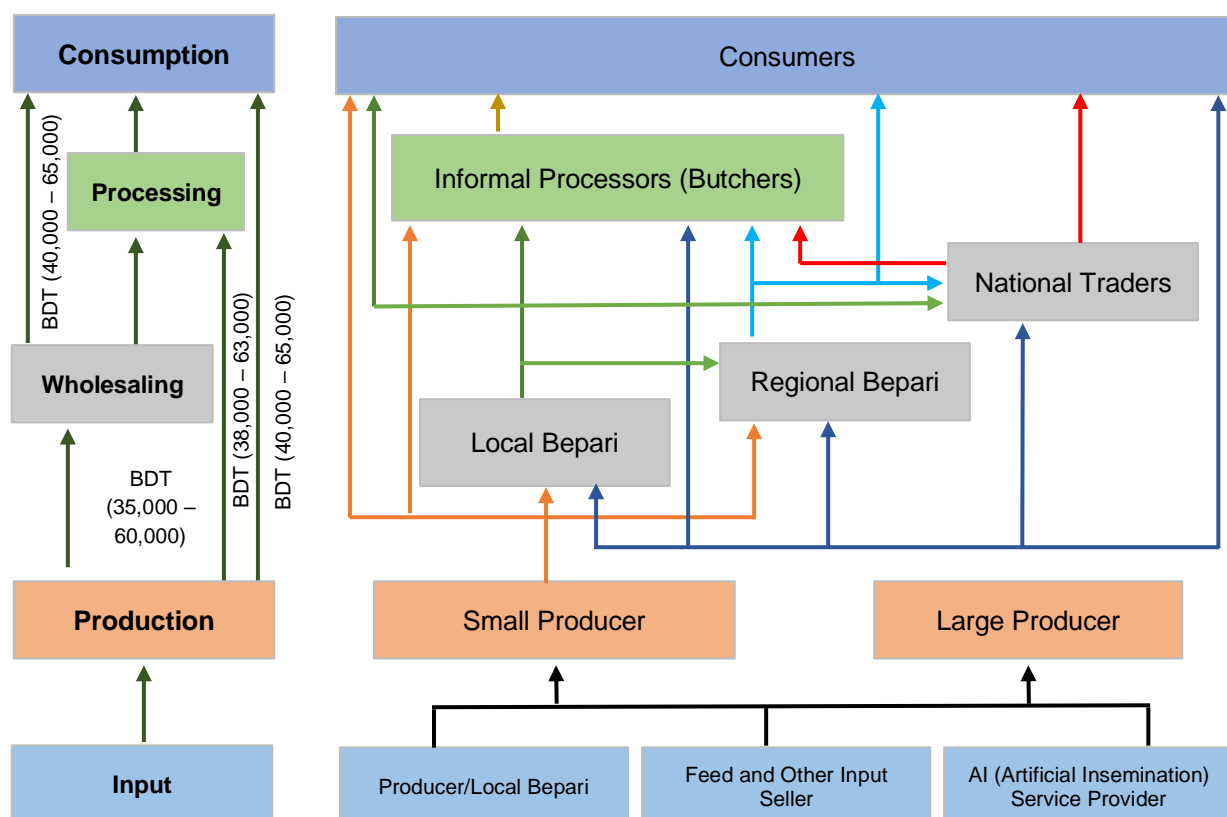 Consumption
Consumers
BDT (40,000 – 65,000)
Processing
Informal Processors (Butchers)
National Traders
BDT (38,000 – 63,000)
BDT (40,000 – 65,000)
Wholesaling
Regional Bepari
Local Bepari
BDT
(35,000 –
60,000)
Production
Small Producer
Large Producer
Input
Producer/Local Bepari
Feed and Other Input
Seller
AI (Artificial Insemination)
Service Provider